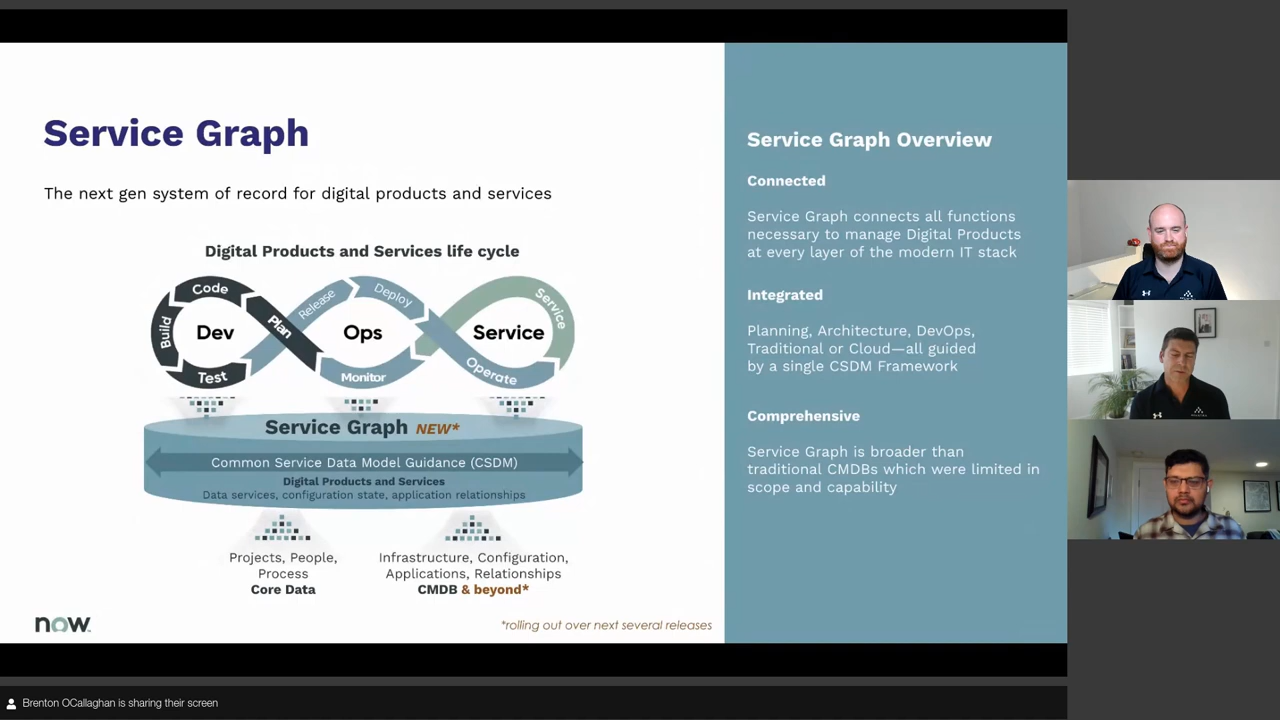 Service Graph
The next gen system of record for digital products and services
Digital Products and Services life cycle
Code
Build
Test
Plan
Dev
Release
Deploy
Ops
Monitor
Operate
Service
Service
Service Graph NEW*
Common Service Data Model Guidance (CSDM)
Digital Products and Services
Data services, configuration state, application relationships
Projects, People,
Process
Core Data
Infrastructure, Configuration,
Applications, Relationships
CMDB & beyond*
now.
*rolling out over next several releases
Service Graph Overview
Connected
Service Graph connects all functions
necessary to manage Digital Products
at every layer of the modern IT stack
Integrated
Planning, Architecture, DevOps,
Traditional or Cloud—all guided
by a single CSDM Framework
Comprehensive
Service Graph is broader than
traditional CMDBs which were limited in
scope and capability
Brenton OCallaghan is sharing their screen